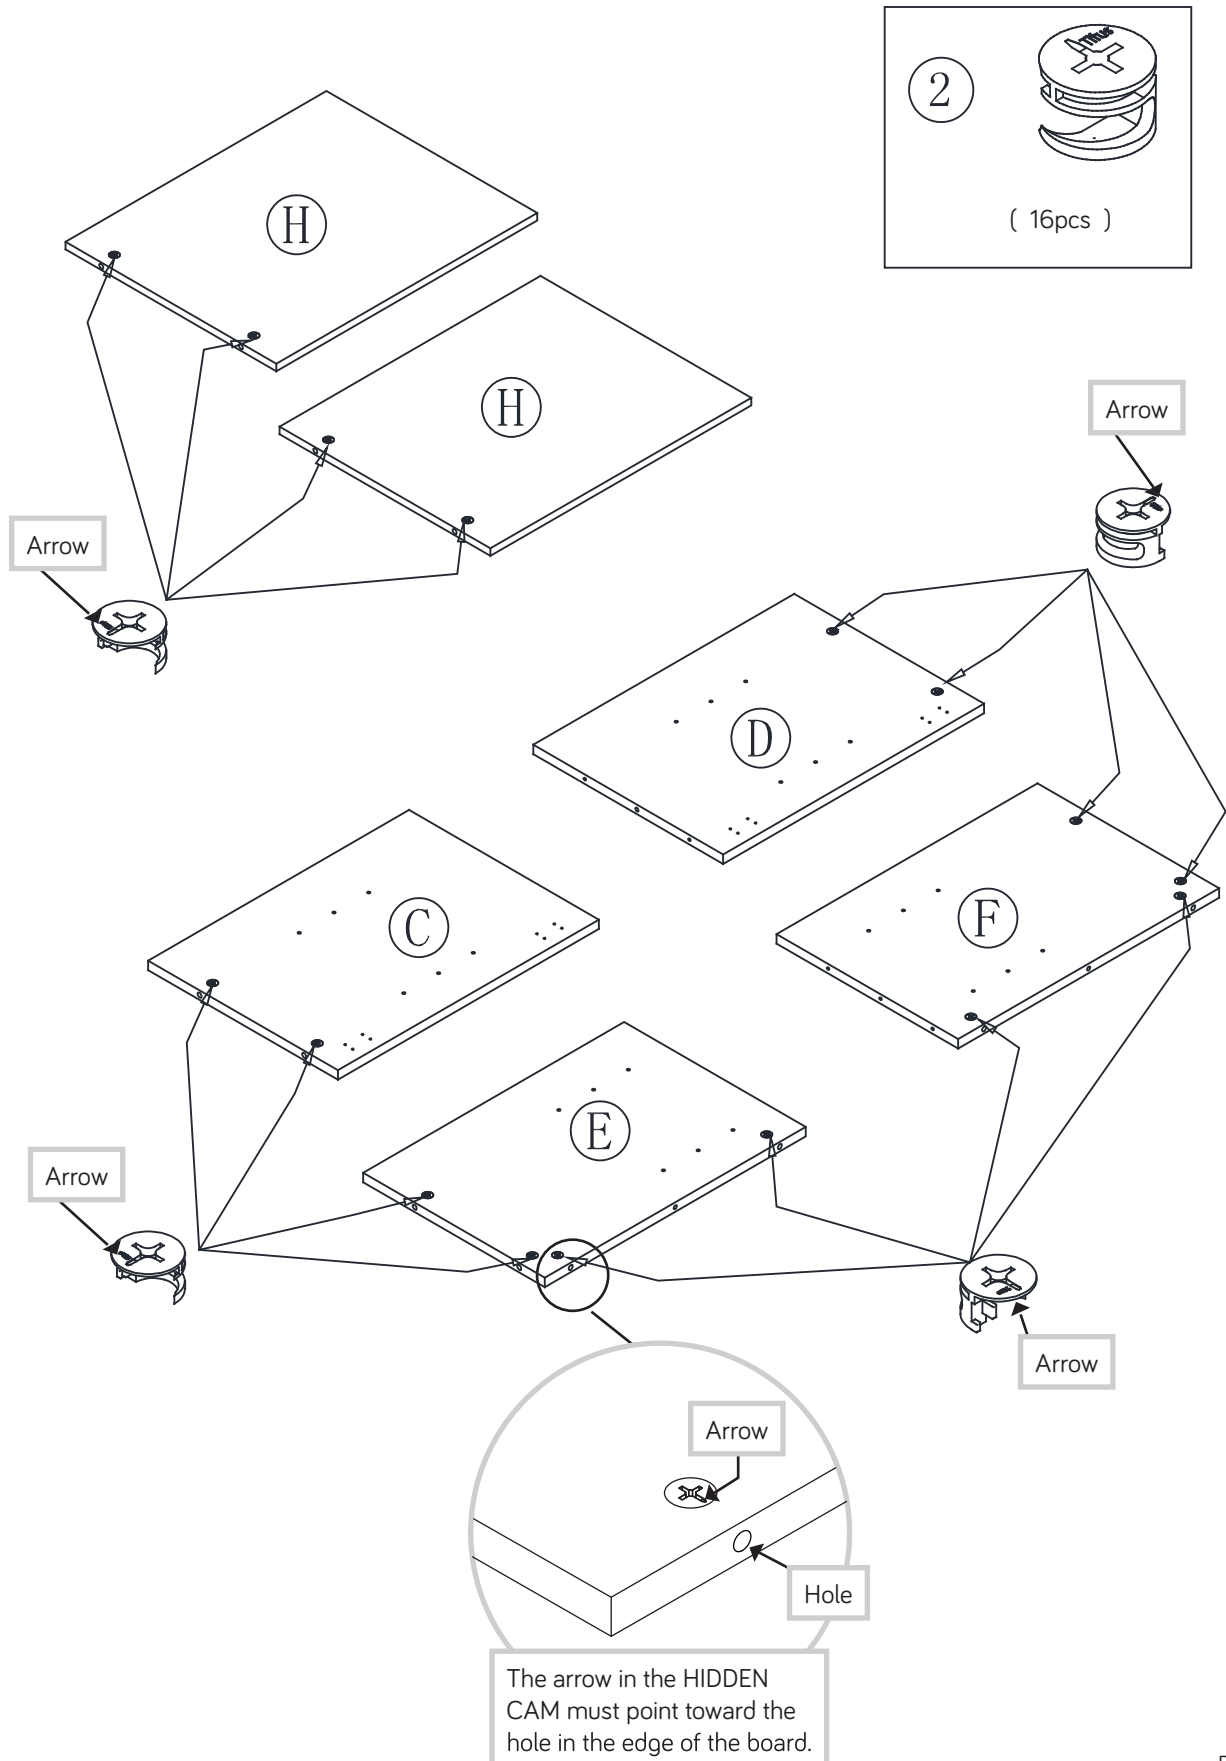 2
Titus
( 16pcs )
H
H
Arrow
Arrow
D
C
F
E
Arrow
Arrow
Arrow
Hole
The arrow in the HIDDEN
CAM must point toward the
hole in the edge of the board.